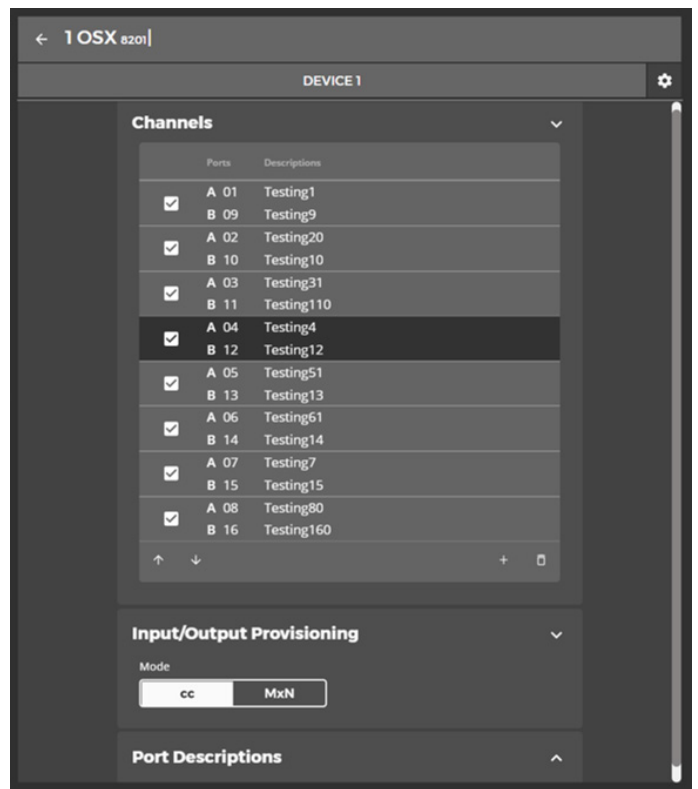 1 OSX 8201
DEVICE 1
Channels
Ports Descriptions
A 01 Testing1
B 09 Testing9
A 02 Testing20
B 10 Testing10
A 03 Testing31
B 11 Testing110
A 04 Testing4
B 12 Testing12
A 05 Testing51
B 13 Testing13
A 06 Testing61
B 14 Testing14
A 07 Testing7
B 15 Testing15
A 08 Testing80
B 16 Testing160
Input/Output Provisioning
Mode
cc MxN
Port Descriptions